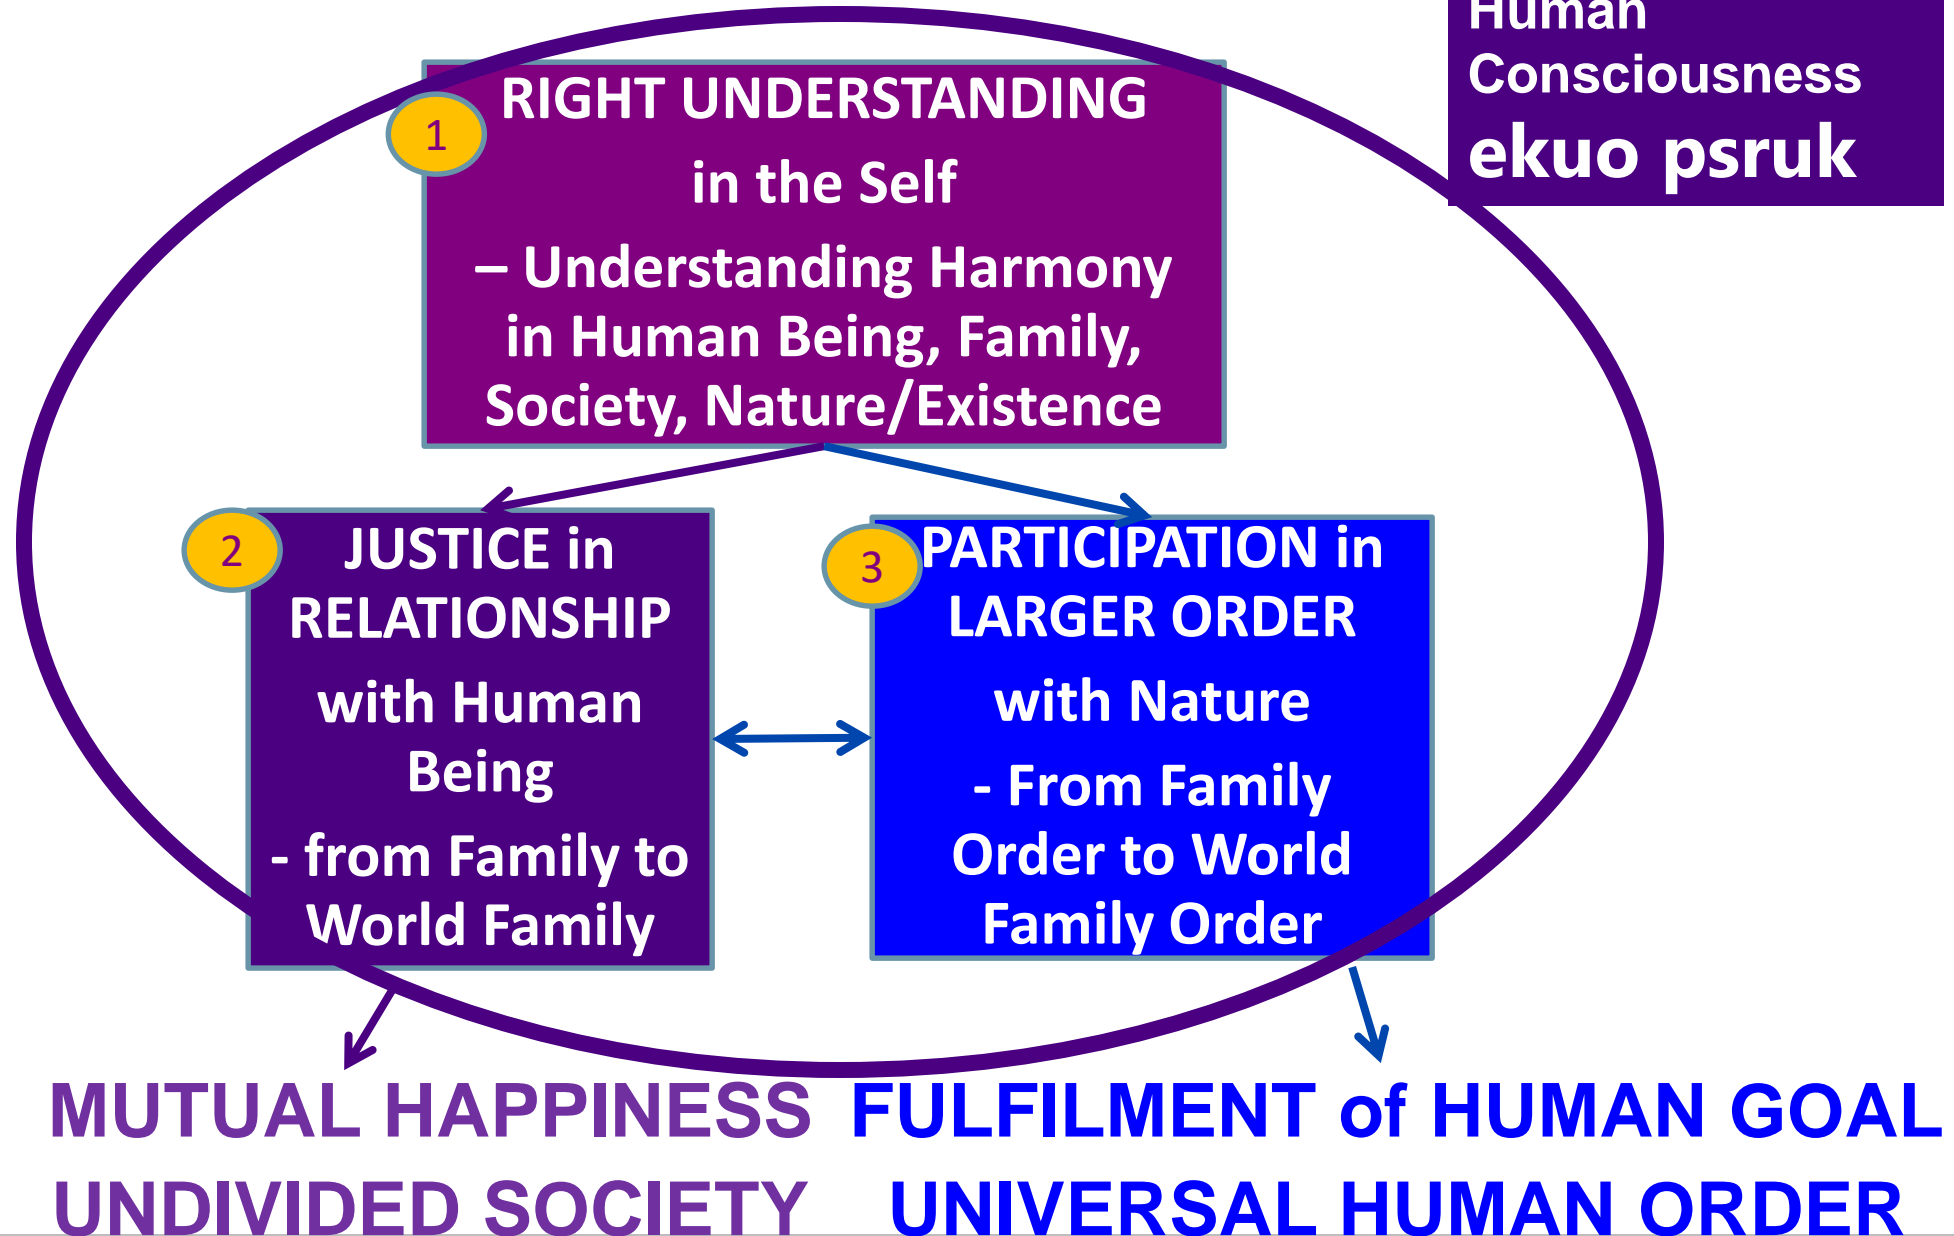 Human
Consciousness
ekuo psruk
1
RIGHT UNDERSTANDING
in the Self
– Understanding Harmony
in Human Being, Family,
Society, Nature/Existence
2
JUSTICE in
RELATIONSHIP
with Human
Being
- from Family to
World Family
3
PARTICIPATION in
LARGER ORDER
with Nature
- From Family
Order to World
Family Order
MUTUAL HAPPINESS
UNDIVIDED SOCIETY
FULFILMENT of HUMAN GOAL
UNIVERSAL HUMAN ORDER